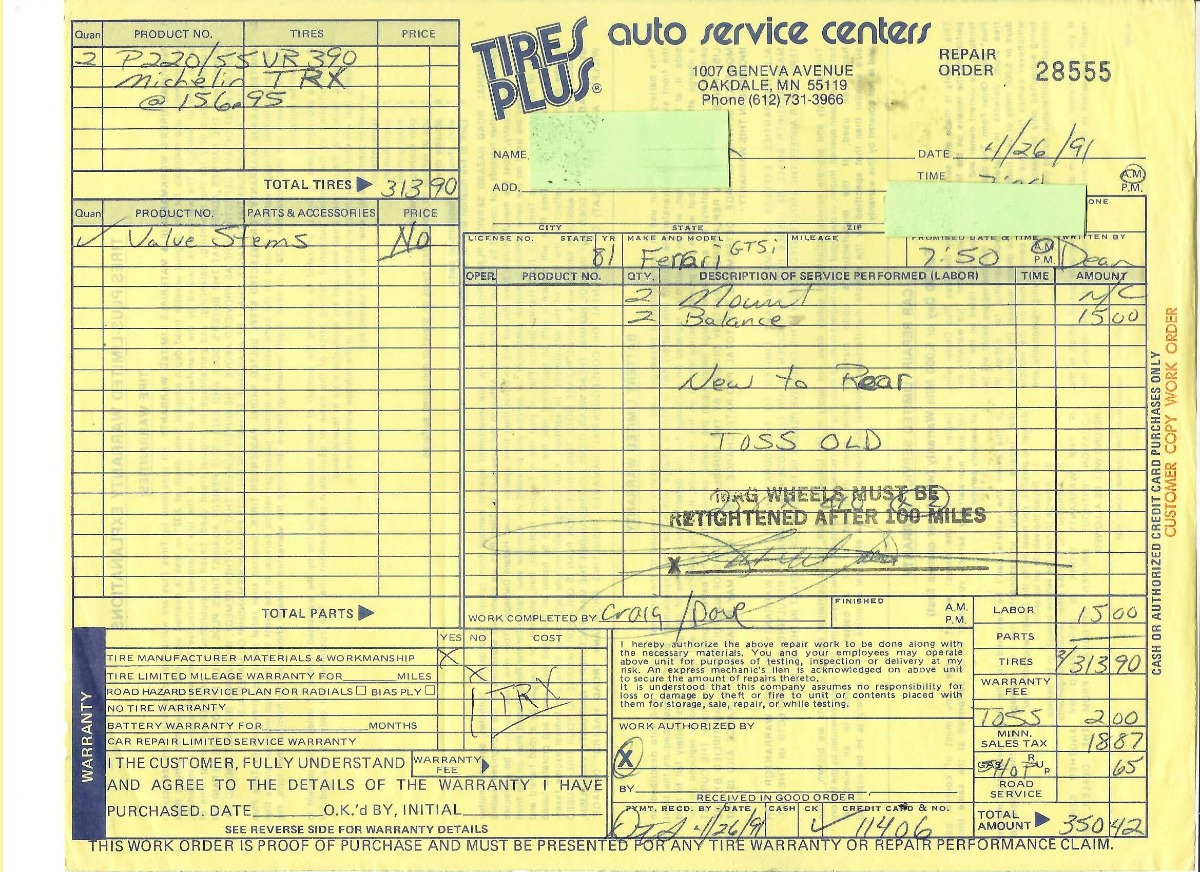 TIRES PLUS® auto service centers
1007 GENEVA AVENUE
OAKDALE, MN 55119
Phone (612) 731-3966
REPAIR ORDER 28555
Quan PRODUCT NO. TIRES PRICE
2 P220/55 VR 390
Michelin TRX
@ 156.95
TOTAL TIRES 313 90
NAME
DATE 4/26/91
ADD.
TIME A.M. P.M.
CITY STATE ZIP
Quan PRODUCT NO. PARTS & ACCESSORIES PRICE
✓ Value Stems No
LICENSE NO. STATE YR MAKE AND MODEL MILEAGE PROMISED DATE & TIME A.M. P.M. WRITTEN BY
81 Ferrari GTSi 7:50 Dean
OPER. PRODUCT NO. QTY. DESCRIPTION OF SERVICE PERFORMED (LABOR) TIME AMOUNT
2 Mount N/C
2 Balance 15 00
New to Rear
TOSS OLD
MAG WHEELS MUST BE
RETIGHTENED AFTER 100 MILES
X
TOTAL PARTS
WORK COMPLETED BY Craig / Dave FINISHED A.M. P.M.
CASH OR AUTHORIZED CREDIT CARD PURCHASES ONLY
CUSTOMER COPY WORK ORDER
WARRANTY
YES NO COST
TIRE MANUFACTURER MATERIALS & WORKMANSHIP X
TIRE LIMITED MILEAGE WARRANTY FOR MILES X
ROAD HAZARD SERVICE PLAN FOR RADIALS BIAS PLY TRX
NO TIRE WARRANTY
BATTERY WARRANTY FOR MONTHS
CAR REPAIR LIMITED SERVICE WARRANTY
I THE CUSTOMER, FULLY UNDERSTAND WARRANTY FEE
AND AGREE TO THE DETAILS OF THE WARRANTY I HAVE
PURCHASED. DATE O.K.'d BY, INITIAL
SEE REVERSE SIDE FOR WARRANTY DETAILS
I hereby authorize the above repair work to be done along with
the necessary materials. You and your employees may operate
above unit for purposes of testing, inspection or delivery at my
risk. An express mechanic's lien is acknowledged on above unit
to secure the amount of repairs thereto.
It is understood that this company assumes no responsibility for
loss or damage by theft or fire to unit or contents placed with
them for storage, sale, repair, or while testing.
WORK AUTHORIZED BY
X
BY
RECEIVED IN GOOD ORDER
PYMT. RECD. BY - DATE CASH CK CREDIT CARD & NO.
4/26/9 ✓ 11406
LABOR 15 00
PARTS
TIRES 313 90
WARRANTY FEE
TOSS 2 00
MINN. SALES TAX 18 87
65
ROAD SERVICE
TOTAL AMOUNT 350 42
THIS WORK ORDER IS PROOF OF PURCHASE AND MUST BE PRESENTED FOR ANY TIRE WARRANTY OR REPAIR PERFORMANCE CLAIM.